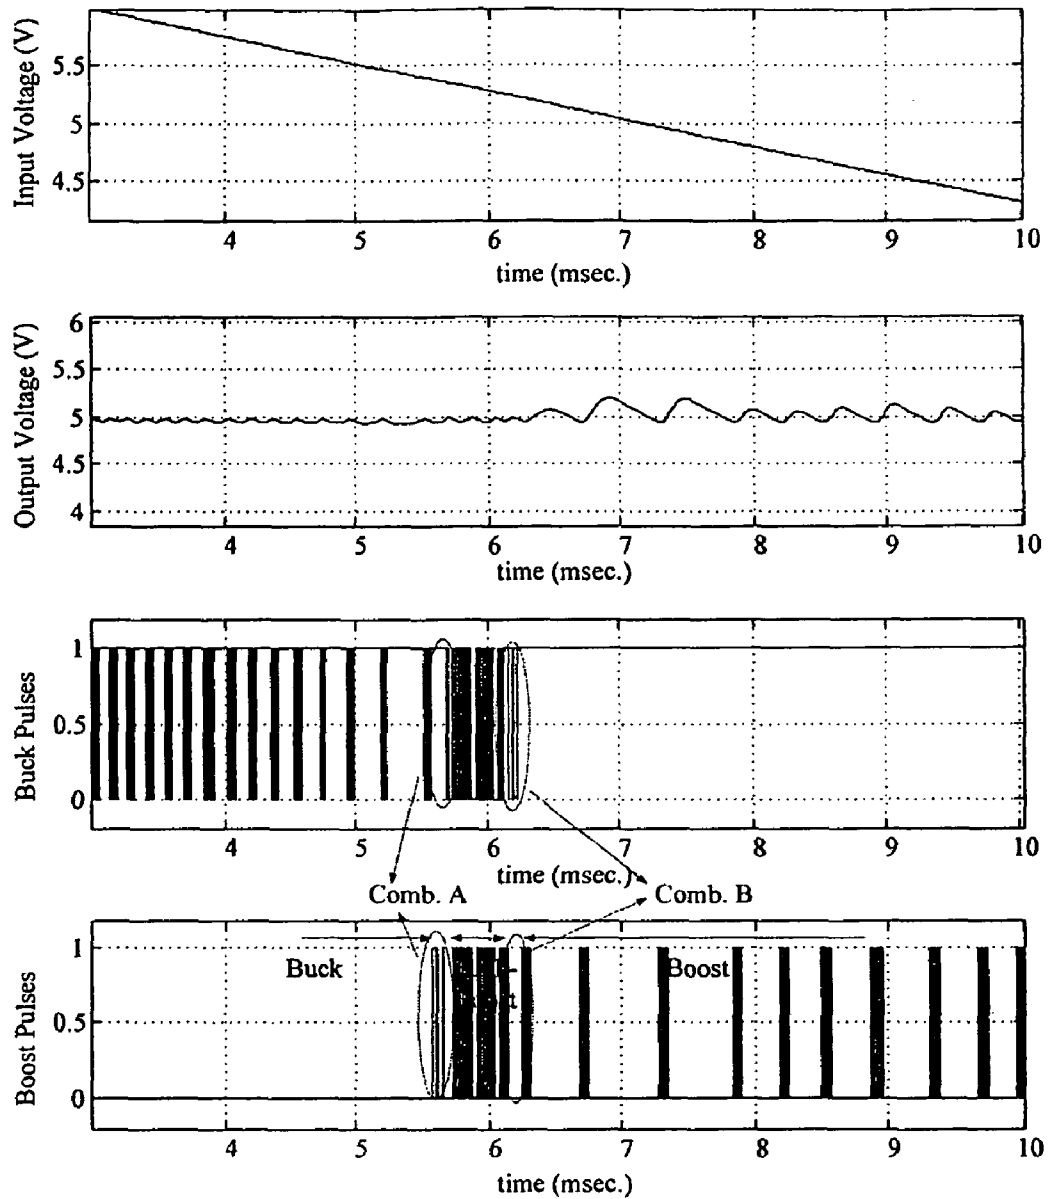 Input Voltage (V)
5.5
5
4.5
4 5 6 7 8 9 10
time (msec.)
Output Voltage (V)
6
5.5
5
4.5
4
4 5 6 7 8 9 10
time (msec.)
Buck Pulses
1
0.5
0
4 5 6 7 8 9 10
time (msec.)
Comb. A
Comb. B
Boost Pulses
1
0.5
0
Buck
Boost
4 5 6 7 8 9 10
time (msec.)